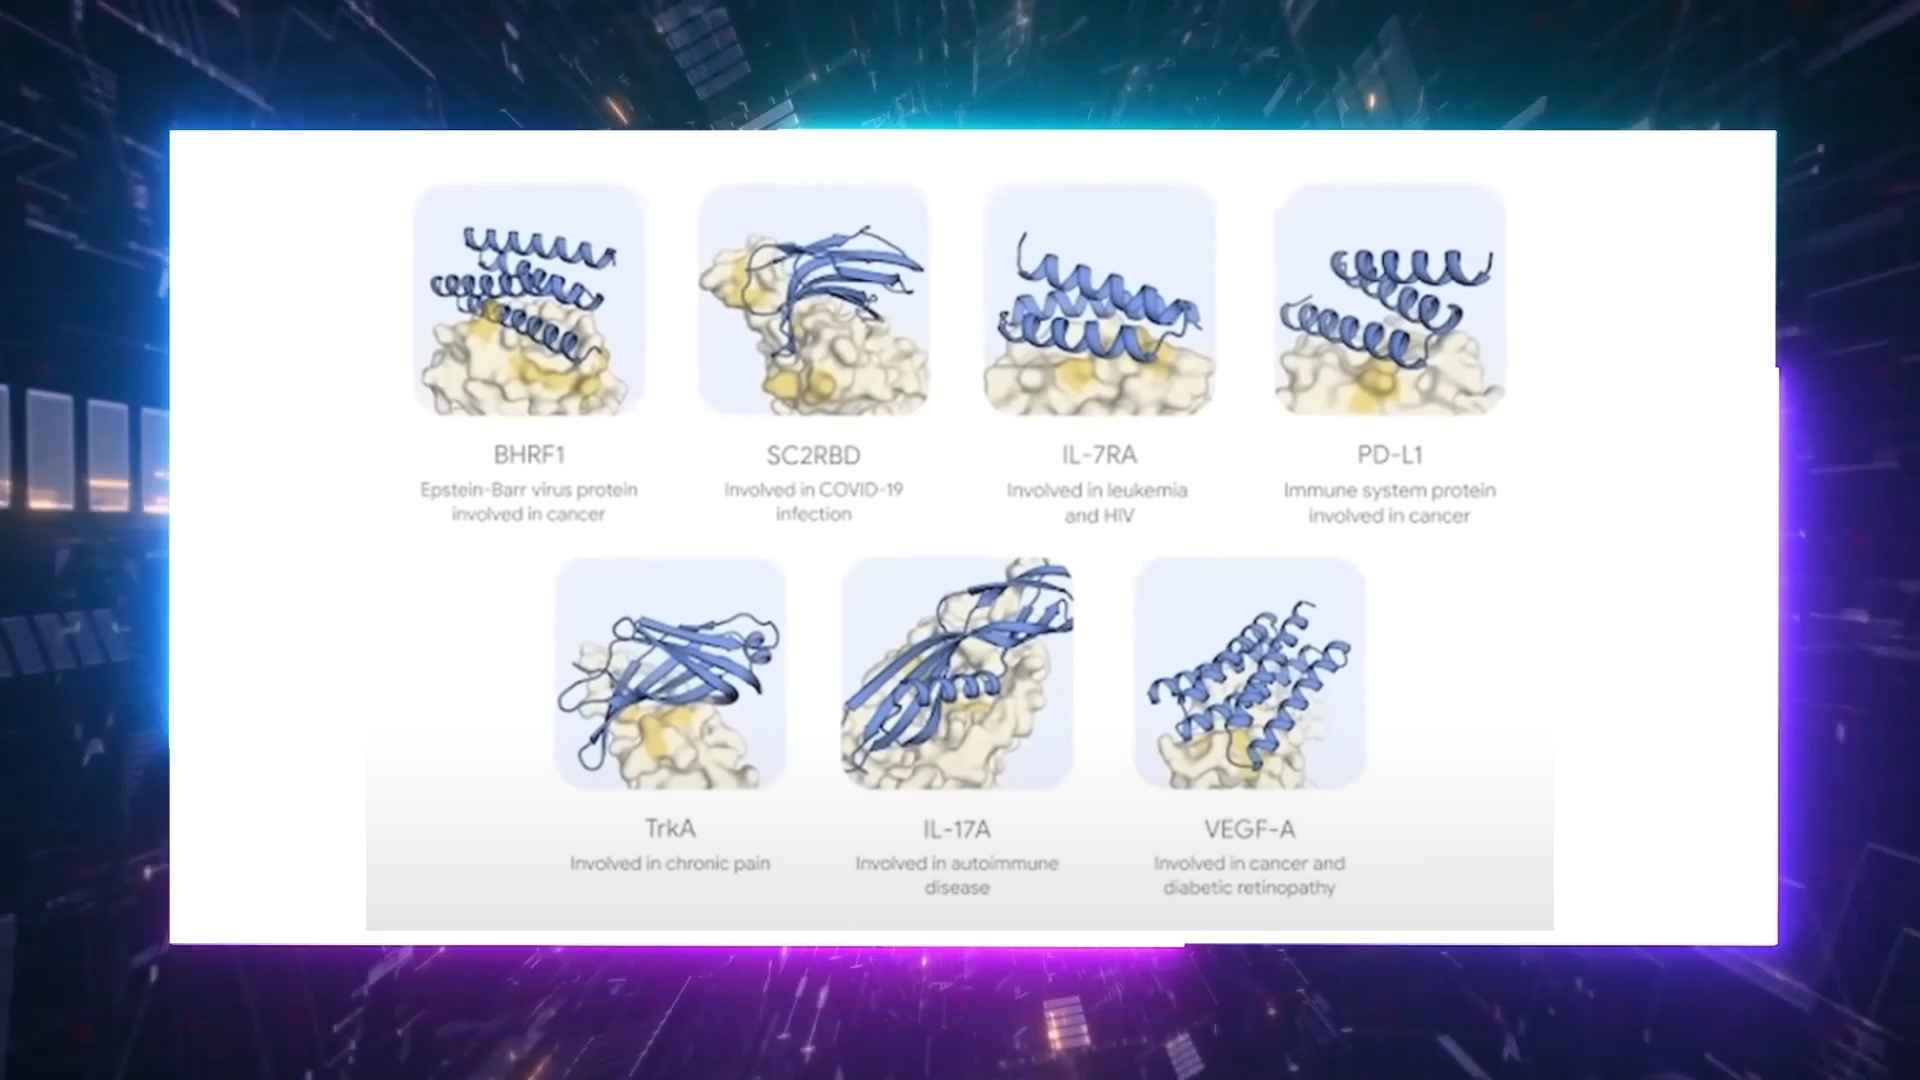 BHRF1
Epstein-Barr virus protein
involved in cancer
SC2RBD
Involved in COVID-19
infection
IL-7RA
Involved in leukemia
and HIV
PD-L1
Immune system protein
involved in cancer
TrkA
Involved in chronic pain
IL-17A
Involved in autoimmune
disease
VEGF-A
Involved in cancer and
diabetic retinopathy